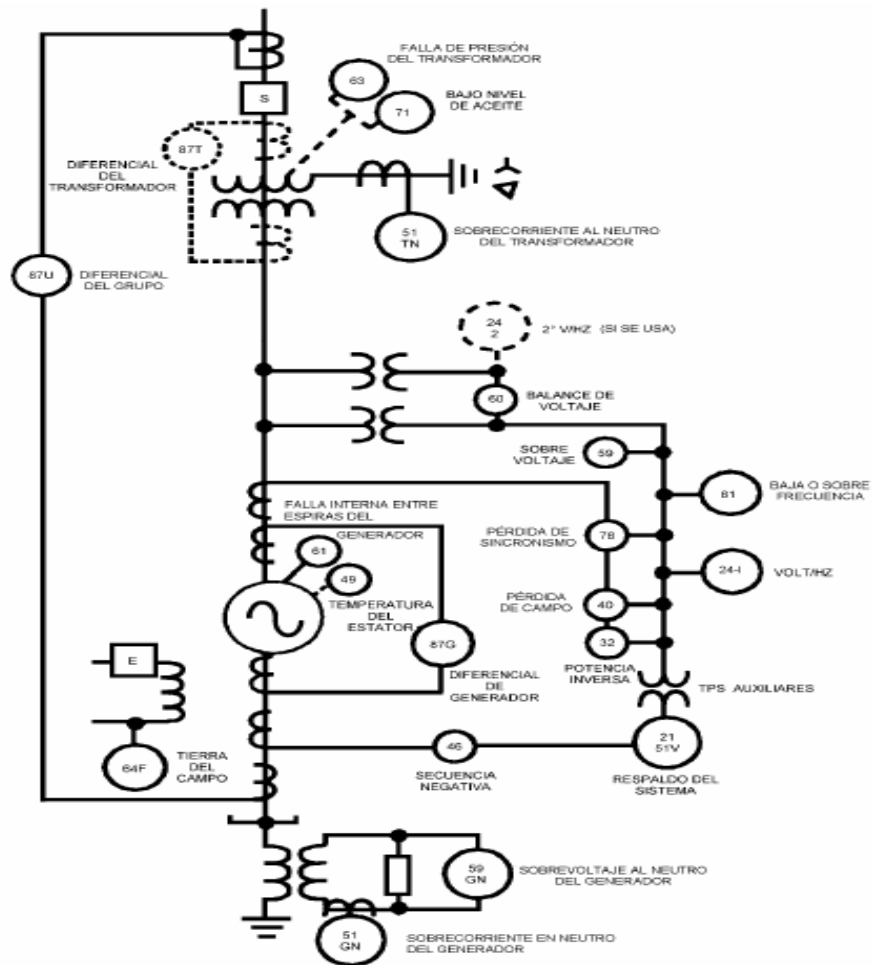 FALLA DE PRESIÓN
DEL TRANSFORMADOR
63
BAJO NIVEL
DE ACEITE
71
S
87T
DIFERENCIAL
DEL
TRANSFORMADOR
51
TN
SOBRECORRIENTE AL NEUTRO
DEL TRANSFORMADOR
87U
DIFERENCIAL
DEL GRUPO
24
2
2° V/HZ (SI SE USA)
60
BALANCE DE
VOLTAJE
SOBRE
VOLTAJE
59
81
BAJA O SOBRE
FRECUENCIA
FALLA INTERNA ENTRE
ESPIRAS DEL
GENERADOR
61
PÉRDIDA DE
SINCRONISMO
78
49
TEMPERATURA
DEL
ESTATOR
24-I
VOLT/HZ
PÉRDIDA
DE CAMPO
40
32
POTENCIA
INVERSA
87G
DIFERENCIAL
DE
GENERADOR
E
TPS AUXILIARES
64F
TIERRA
DEL
CAMPO
46
SECUENCIA
NEGATIVA
21
51V
RESPALDO DEL
SISTEMA
59
GN
SOBREVOLTAJE AL NEUTRO
DEL GENERADOR
51
GN
SOBRECORRIENTE EN NEUTRO
DEL GENERADOR